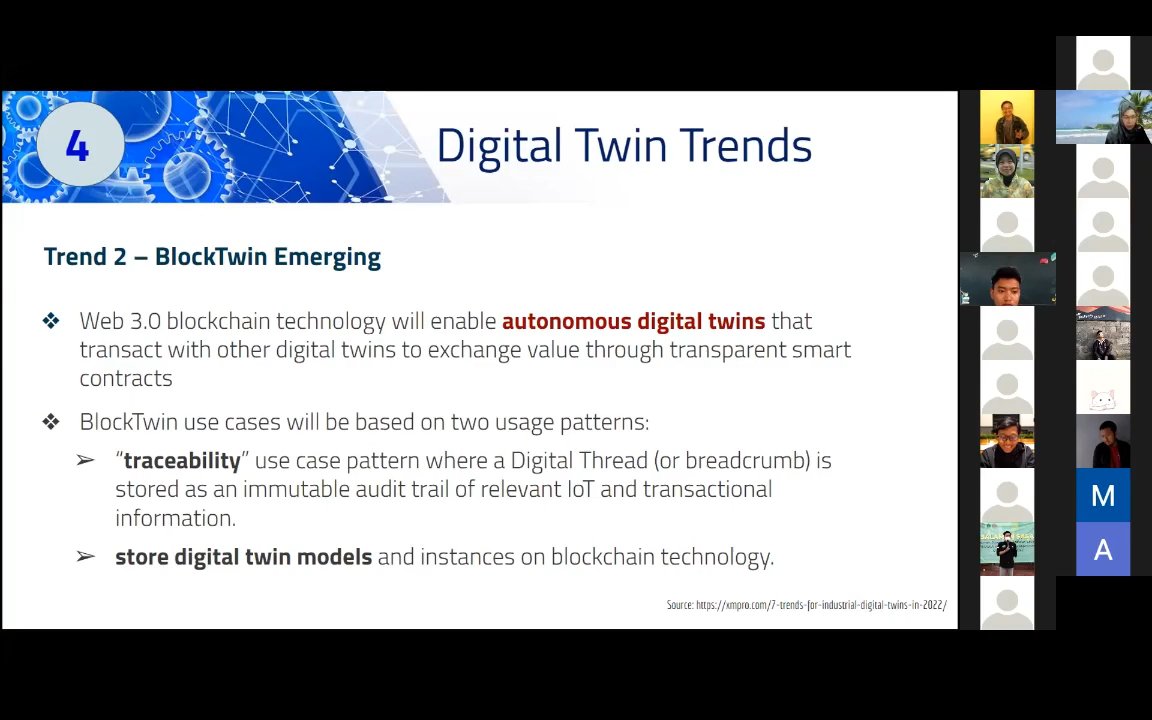 4
Digital Twin Trends
Trend 2 – BlockTwin Emerging
❖ Web 3.0 blockchain technology will enable autonomous digital twins that
transact with other digital twins to exchange value through transparent smart
contracts
❖ BlockTwin use cases will be based on two usage patterns:
➢ “traceability” use case pattern where a Digital Thread (or breadcrumb) is
stored as an immutable audit trail of relevant IoT and transactional
information.
➢ store digital twin models and instances on blockchain technology.
Source: https://xmpro.com/7-trends-for-industrial-digital-twins-in-2022/
M
A